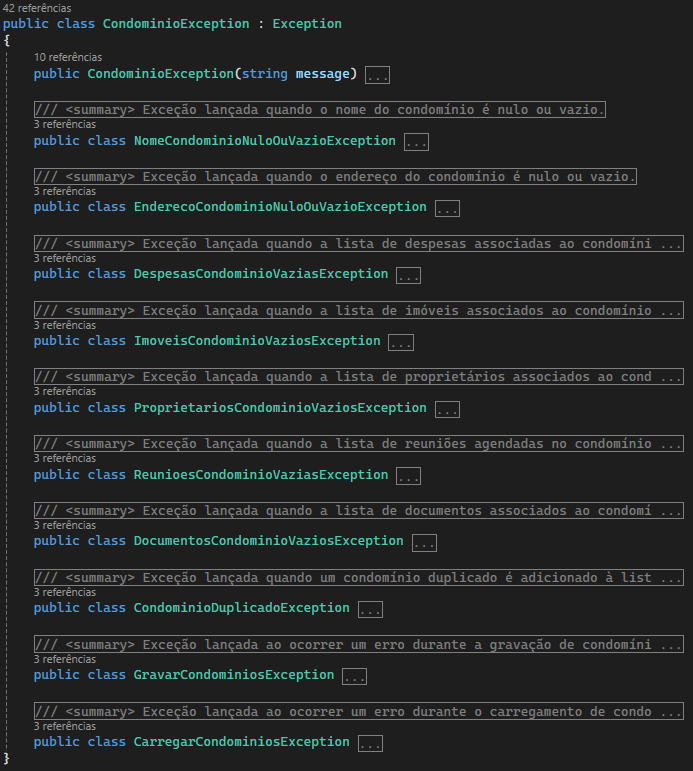 42 referências
public class CondominioException : Exception
{
10 referências
public CondominioException(string message) ...
/// <summary> Exceção lançada quando o nome do condomínio é nulo ou vazio.
3 referências
public class NomeCondominioNuloOuVazioException ...
/// <summary> Exceção lançada quando o endereço do condomínio é nulo ou vazio.
3 referências
public class EnderecoCondominioNuloOuVazioException ...
/// <summary> Exceção lançada quando a lista de despesas associadas ao condomíni ...
3 referências
public class DespesasCondominioVaziasException ...
/// <summary> Exceção lançada quando a lista de imóveis associados ao condomínio ...
3 referências
public class ImoveisCondominioVaziosException ...
/// <summary> Exceção lançada quando a lista de proprietários associados ao cond ...
3 referências
public class ProprietariosCondominioVaziosException ...
/// <summary> Exceção lançada quando a lista de reuniões agendadas no condomínio ...
3 referências
public class ReunioesCondominioVaziasException ...
/// <summary> Exceção lançada quando a lista de documentos associados ao condomí ...
3 referências
public class DocumentosCondominioVaziosException ...
/// <summary> Exceção lançada quando um condomínio duplicado é adicionado à list ...
3 referências
public class CondominioDuplicadoException ...
/// <summary> Exceção lançada ao ocorrer um erro durante a gravação de condomíni ...
3 referências
public class GravarCondominiosException ...
/// <summary> Exceção lançada ao ocorrer um erro durante o carregamento de condo ...
3 referências
public class CarregarCondominiosException ...
}